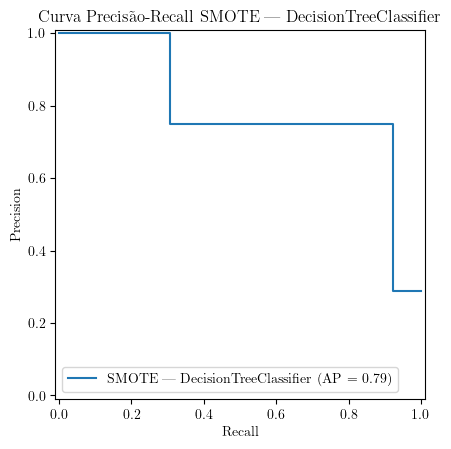 Curva Precisão-Recall SMOTE — DecisionTreeClassifier
1.0
0.8
0.6
0.4
0.2
0.0
Precision
SMOTE — DecisionTreeClassifier (AP = 0.79)
0.0 0.2 0.4 0.6 0.8 1.0
Recall